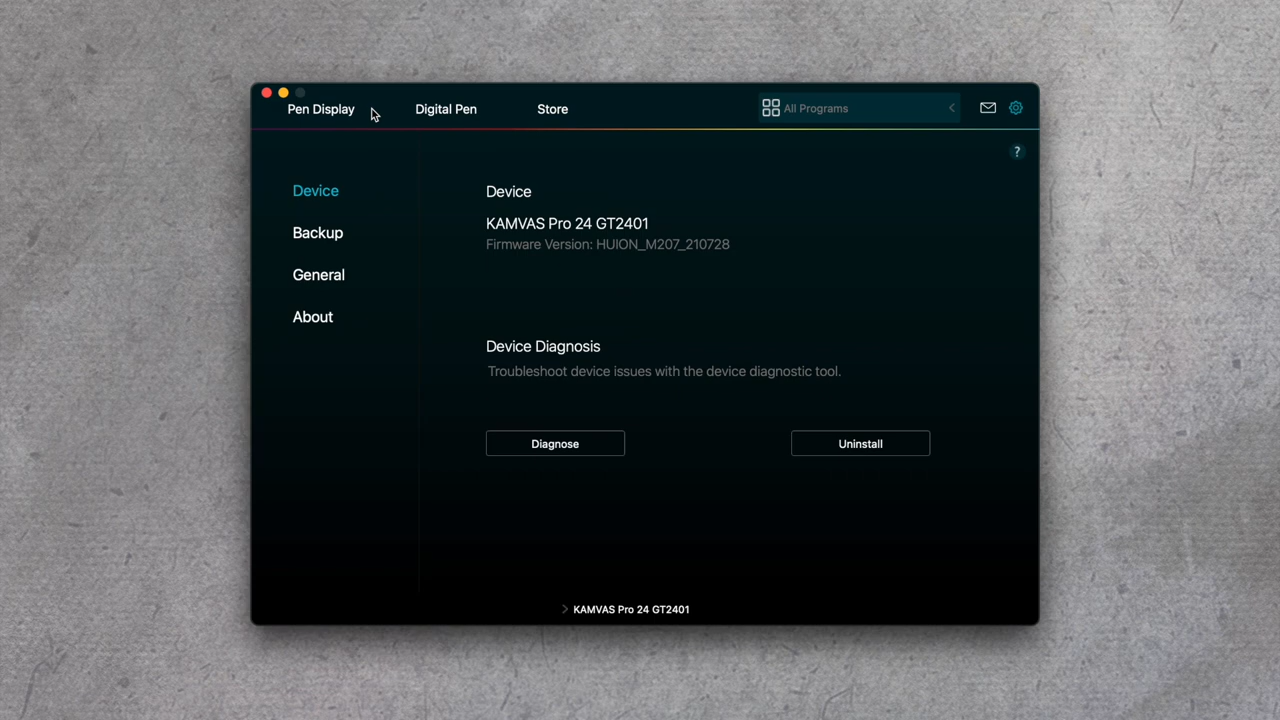 Pen Display
Digital Pen
Store
All Programs
?
Device
Backup
General
About
Device
KAMVAS Pro 24 GT2401
Firmware Version: HUION_M207_210728
Device Diagnosis
Troubleshoot device issues with the device diagnostic tool.
Diagnose
Uninstall
KAMVAS Pro 24 GT2401